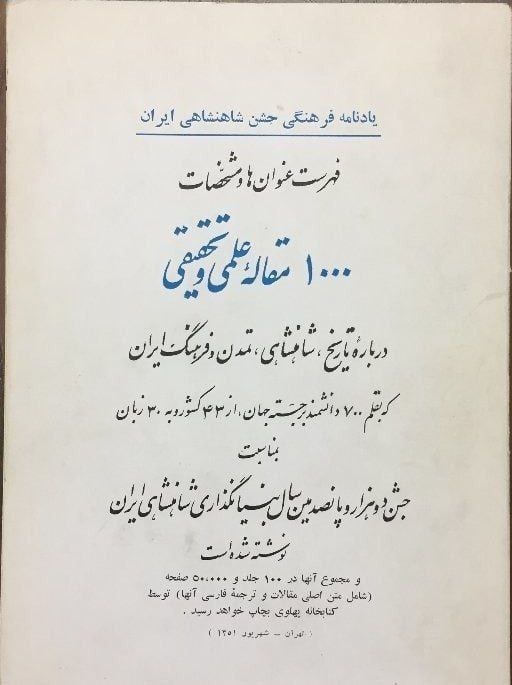 یادنامه فرهنگی جشن شاهنشاهی ایران
فهرست عنوان ها و مشخصات
۱۰۰۰ مقالهٔ علمی و تحقیقی
دربارهٔ تاریخ، شاهنشاهی، تمدن و فرهنگ ایران
که بقلم ۷۰۰ دانشمند برجستهٔ جهان، از ۴۳ کشور و به ۳۰ زبان
بمناسبت
جشن دو هزار و پانصدمین سال بنیانگذاری شاهنشاهی ایران
نوشته شده است
و مجموع آنها در ۱۰۰ جلد و ۵۰،۰۰۰ صفحه
(شامل متن اصلی مقالات و ترجمهٔ فارسی آنها) توسط
کتابخانه پهلوی بچاپ خواهد رسید .
( تهران – شهریور ۱۳۵۱ )